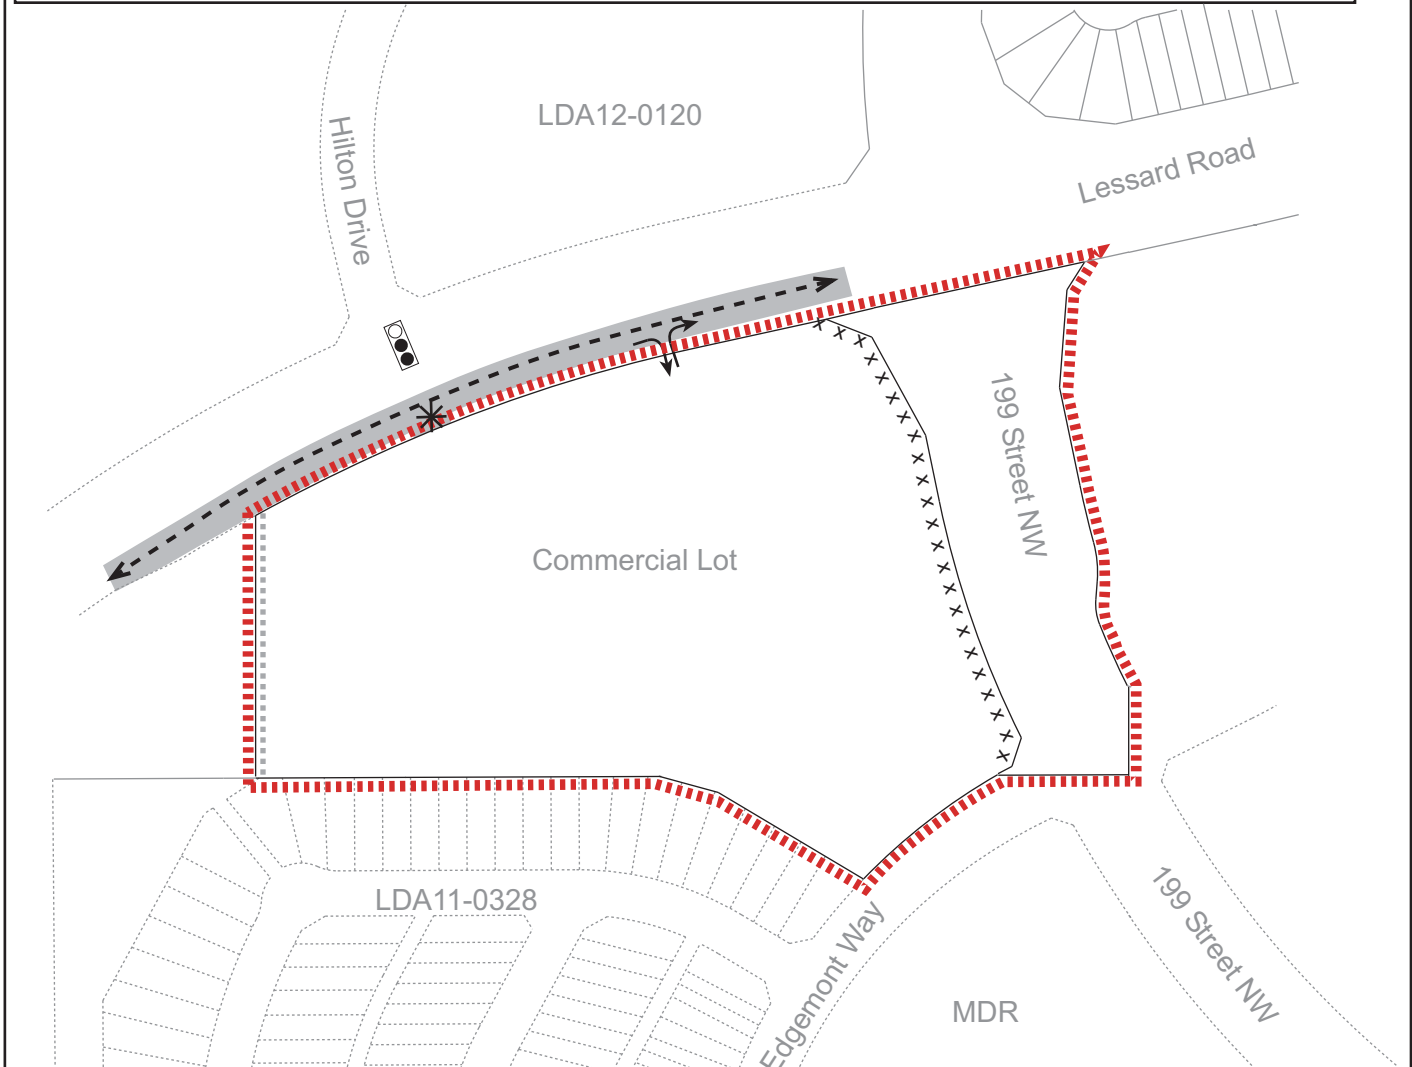 LDA12-0120
Hilton Drive
Lessard Road
199 Street NW
Commercial Lot
LDA11-0328
Edgemont Way
199 Street NW
MDR